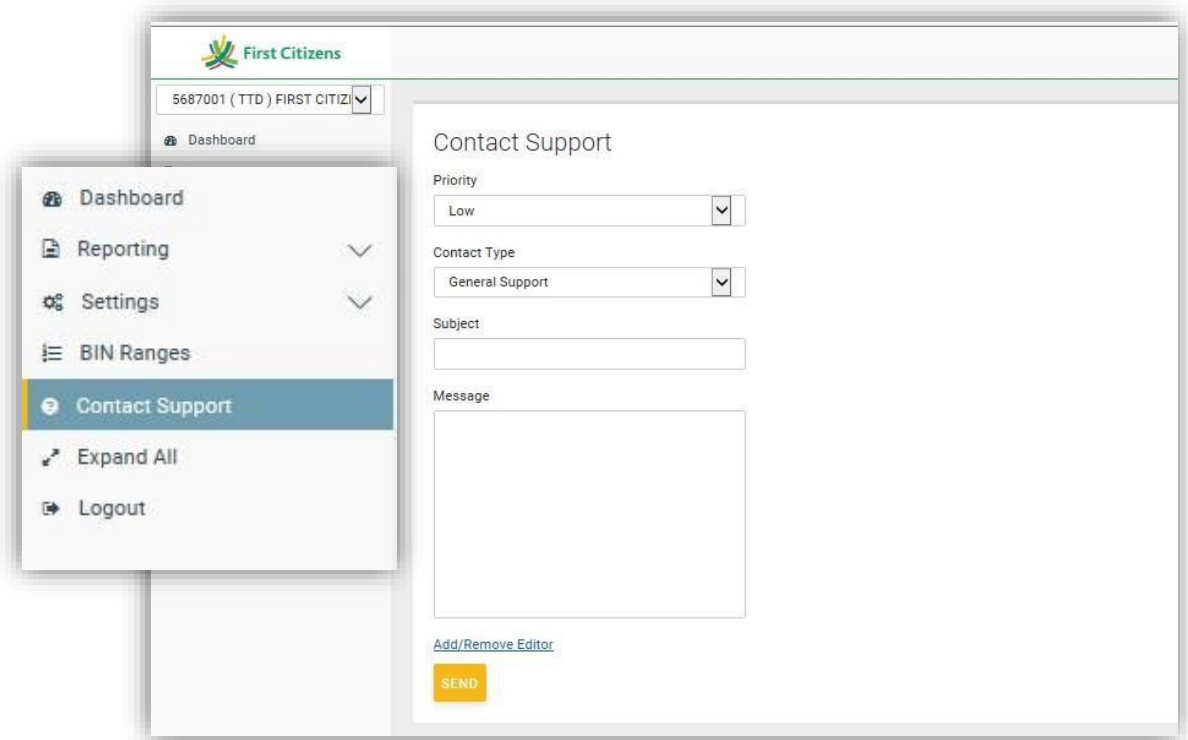 First Citizens
5687001 ( TTD ) FIRST CITIZI
Dashboard
Dashboard
Reporting
Settings
BIN Ranges
Contact Support
Expand All
Logout
Contact Support
Priority
Low
Contact Type
General Support
Subject
Message
Add/Remove Editor
SEND